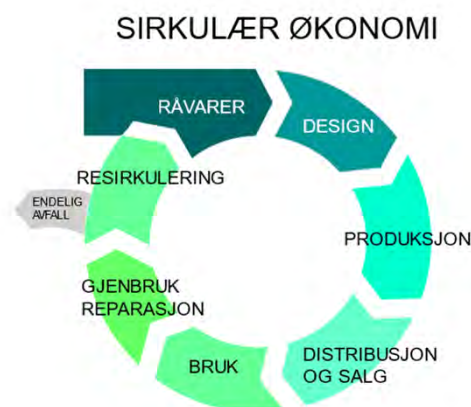 SIRKULÆR ØKONOMI
RÅVARER
DESIGN
PRODUKSJON
DISTRIBUSJON
OG SALG
BRUK
GJENBRUK
REPARASJON
RESIRKULERING
ENDELIG
AVFALL